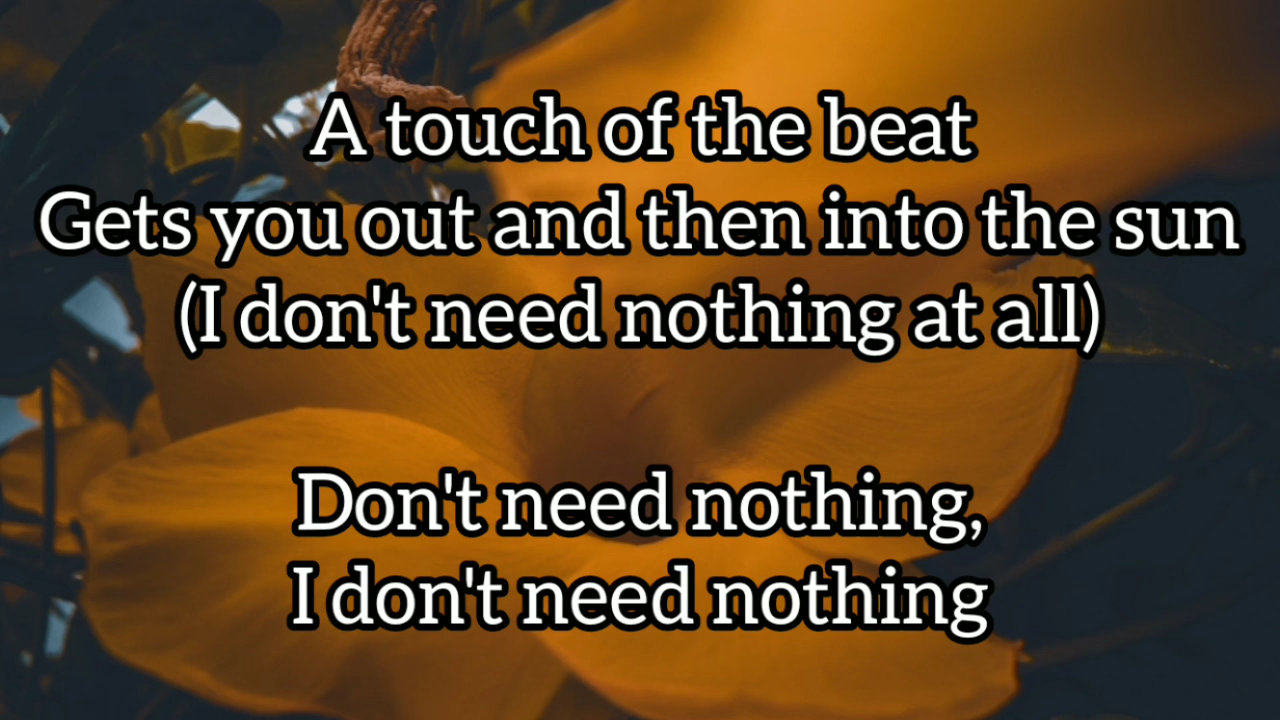 A touch of the beat
Gets you out and then into the sun
(I don't need nothing at all)
Don't need nothing,
I don't need nothing